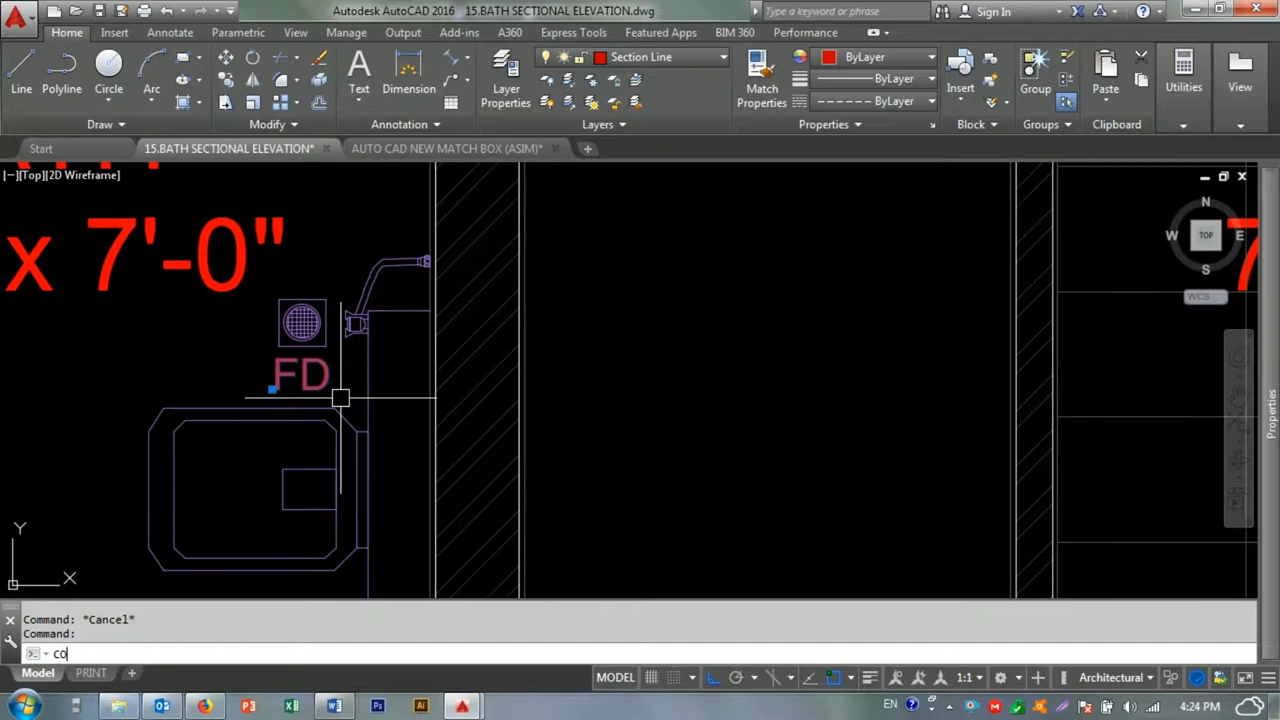 Autodesk AutoCAD 2016 15.BATH SECTIONAL ELEVATION.dwg
Type a keyword or phrase
Sign In
Home Insert Annotate Parametric View Manage Output Add-ins A360 Express Tools Featured Apps BIM 360 Performance
Section Line
ByLayer
ByLayer
ByLayer
Line Polyline Circle Arc Text Dimension Layer Properties Match Properties Insert Group Paste Utilities View
Draw Modify Annotation Layers Properties Block Groups Clipboard
Start 15.BATH SECTIONAL ELEVATION* AUTO CAD NEW MATCH BOX (ASIM)*
[−][Top][2D Wireframe]
N
W TOP E
S
WCS
x 7'-0"
7
FD
Properties
Y
X
Command: *Cancel*
Command:
CO
Model PRINT
MODEL 1:1 Architectural
EN 4:24 PM